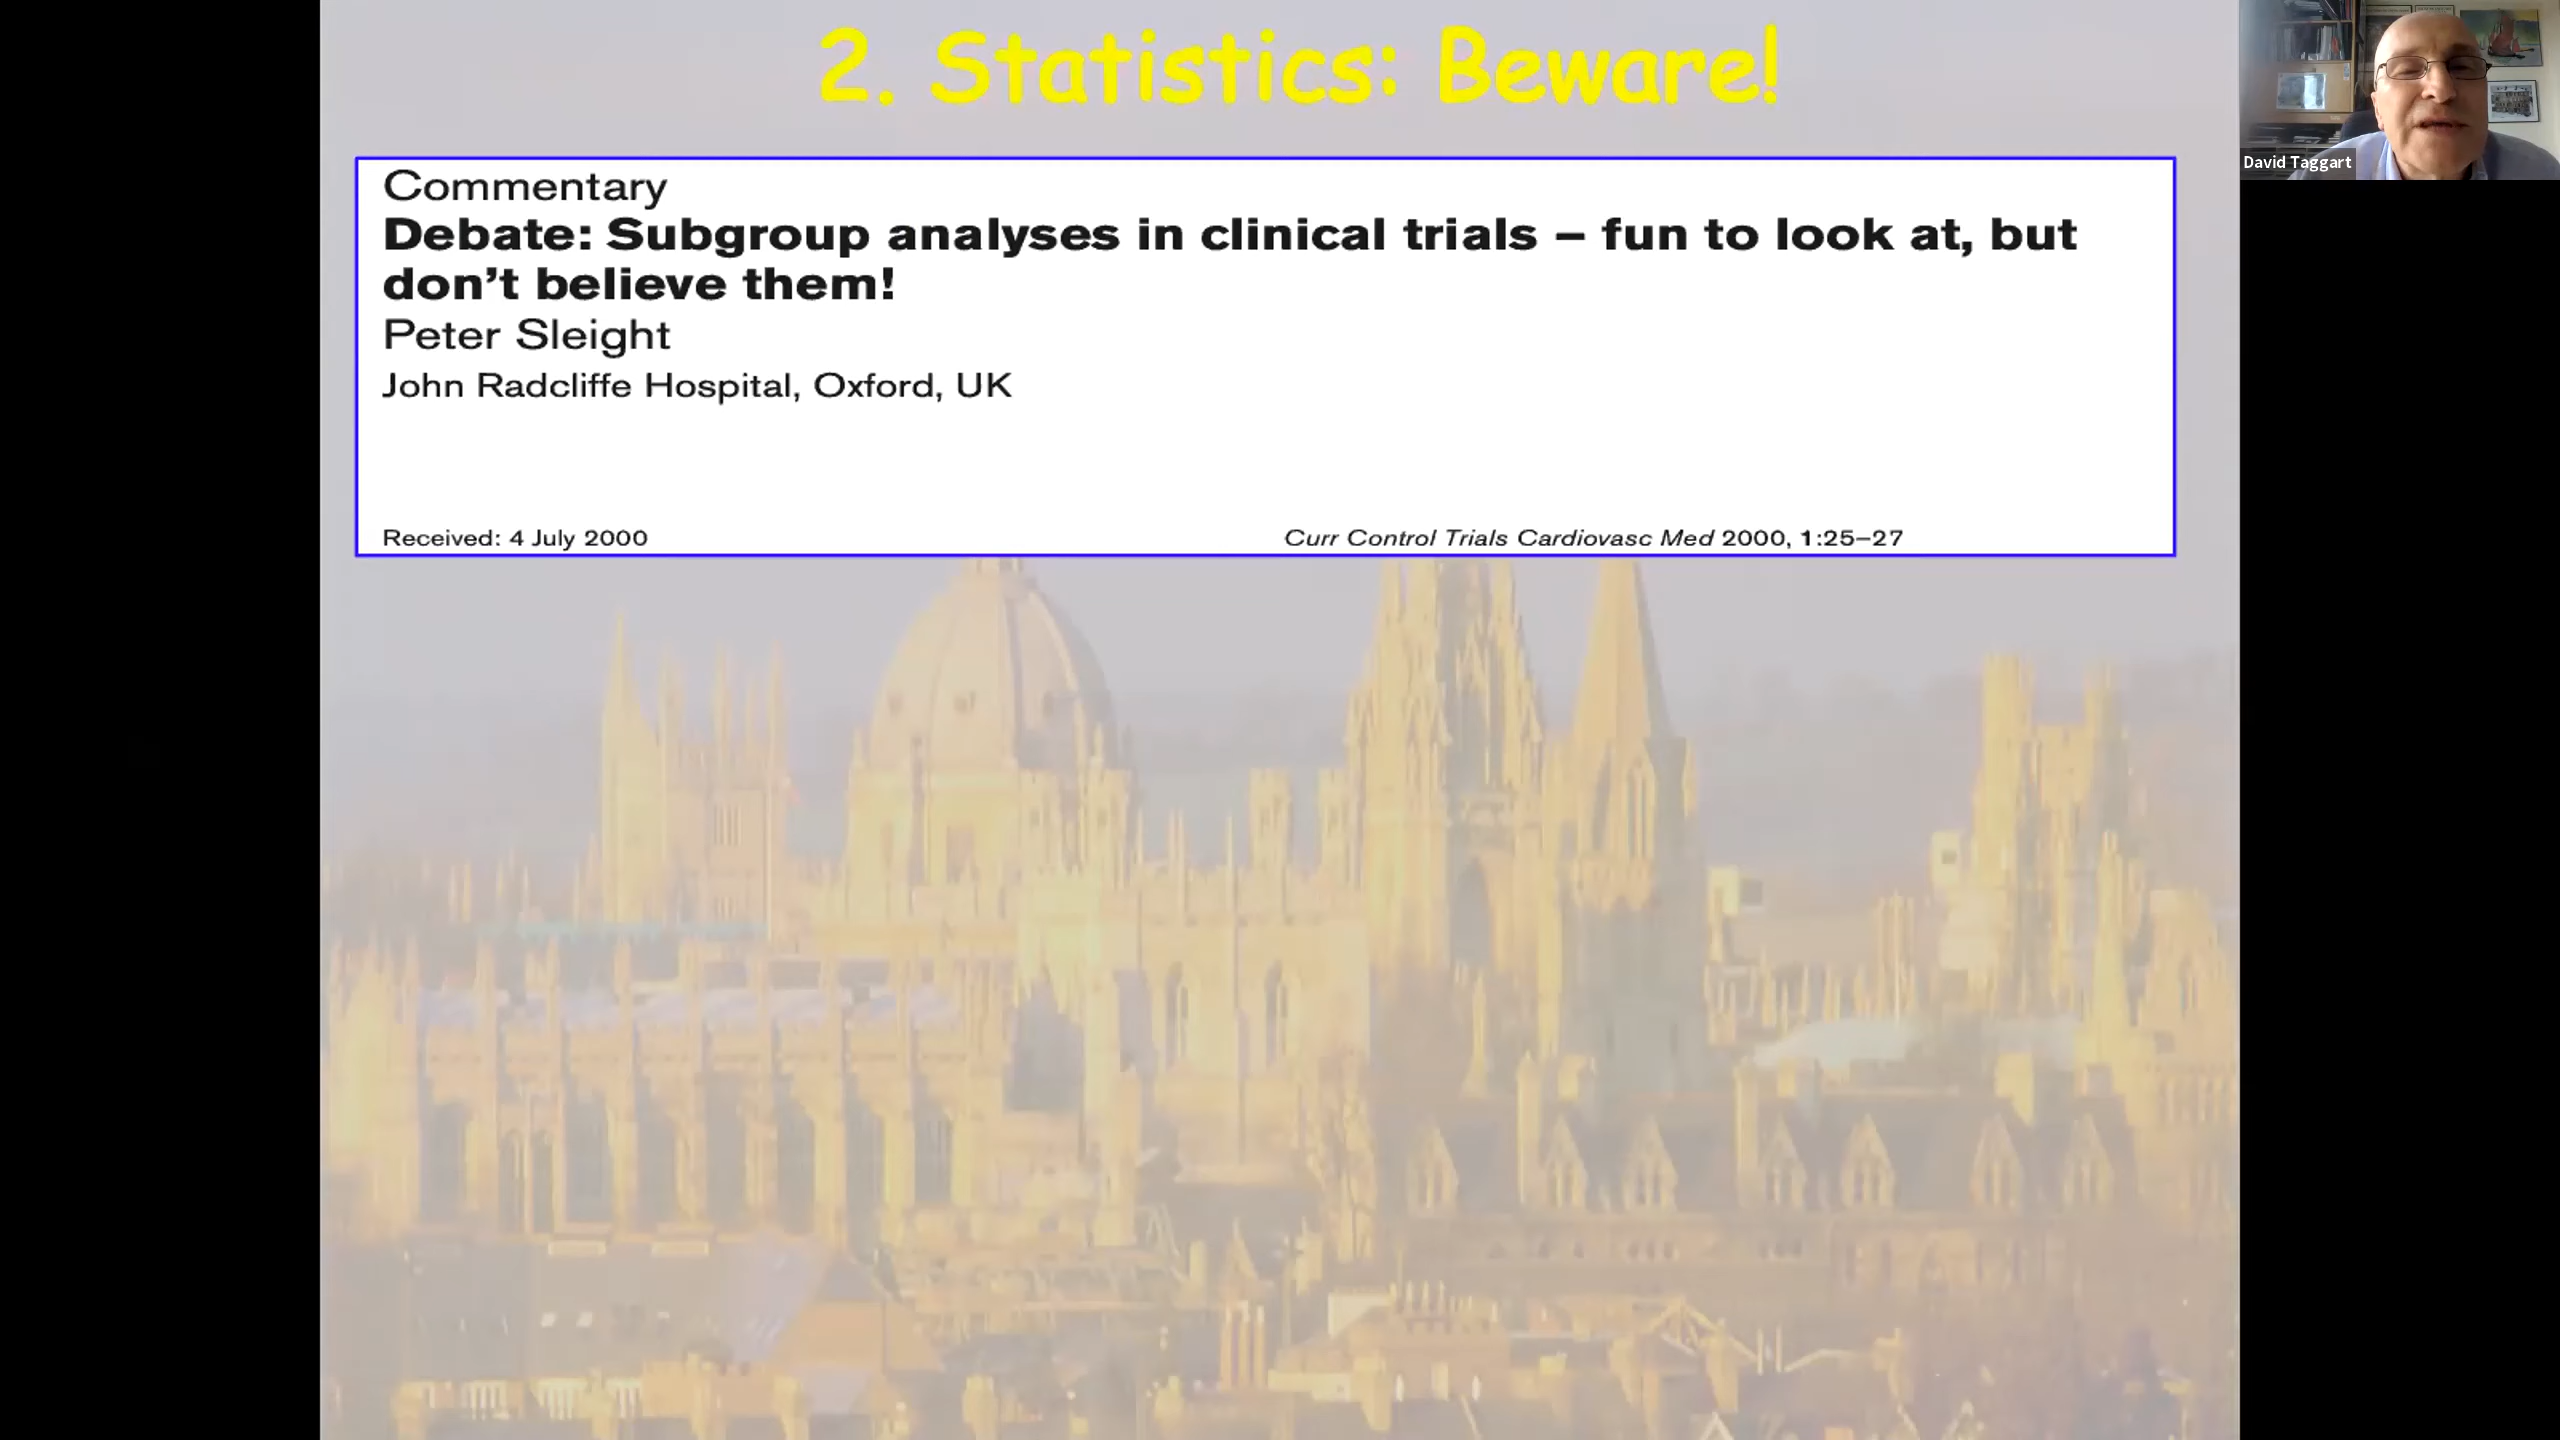 2. Statistics: Beware!
Commentary
Debate: Subgroup analyses in clinical trials – fun to look at, but
don’t believe them!
Peter Sleight
John Radcliffe Hospital, Oxford, UK
Received: 4 July 2000
Curr Control Trials Cardiovasc Med 2000, 1:25–27
David Taggart